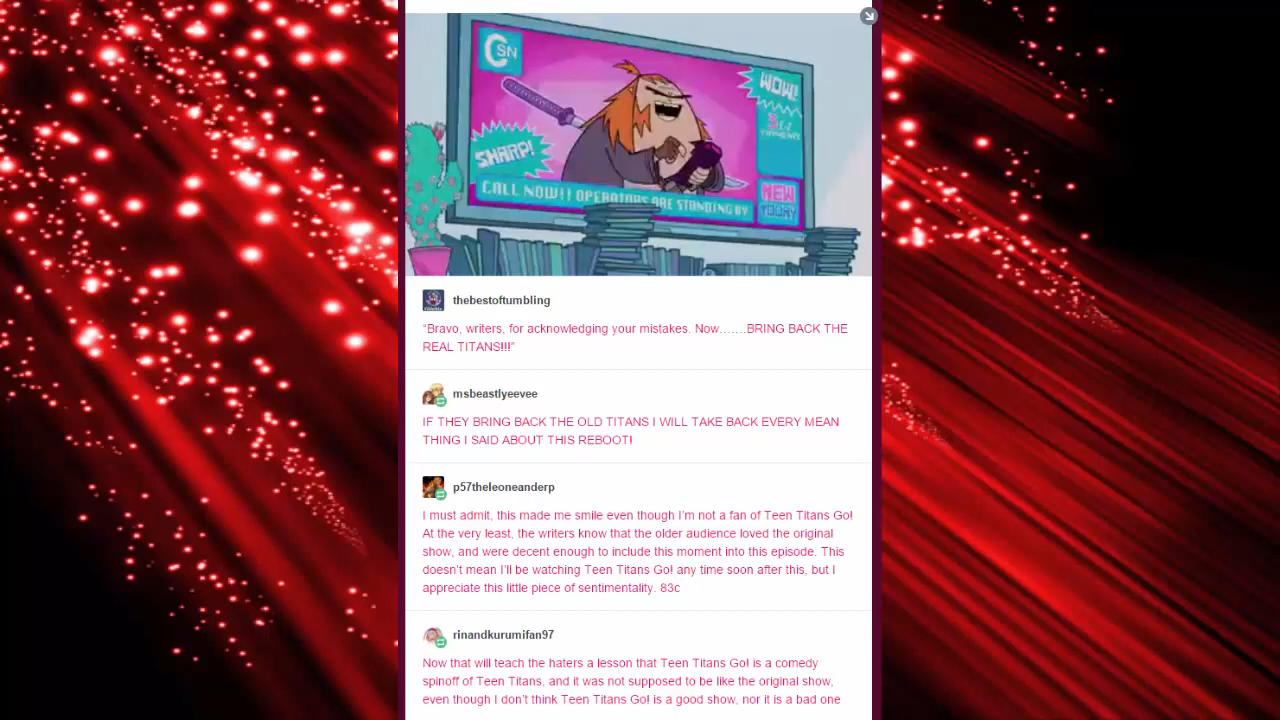 CSN
WOW!
3 E-Z
PAYMENTS
SHARP!
CALL NOW!! OPERATORS ARE STANDING BY
NEW
TODAY
thebestoftumbling
“Bravo, writers, for acknowledging your mistakes. Now…….BRING BACK THE
REAL TITANS!!!”
msbeastlyeevee
IF THEY BRING BACK THE OLD TITANS I WILL TAKE BACK EVERY MEAN
THING I SAID ABOUT THIS REBOOT!
p57theleoneanderp
I must admit, this made me smile even though I’m not a fan of Teen Titans Go!
At the very least, the writers know that the older audience loved the original
show, and were decent enough to include this moment into this episode. This
doesn’t mean I’ll be watching Teen Titans Go! any time soon after this, but I
appreciate this little piece of sentimentality. 83c
rinandkurumifan97
Now that will teach the haters a lesson that Teen Titans Go! is a comedy
spinoff of Teen Titans, and it was not supposed to be like the original show,
even though I don’t think Teen Titans Go! is a good show, nor it is a bad one